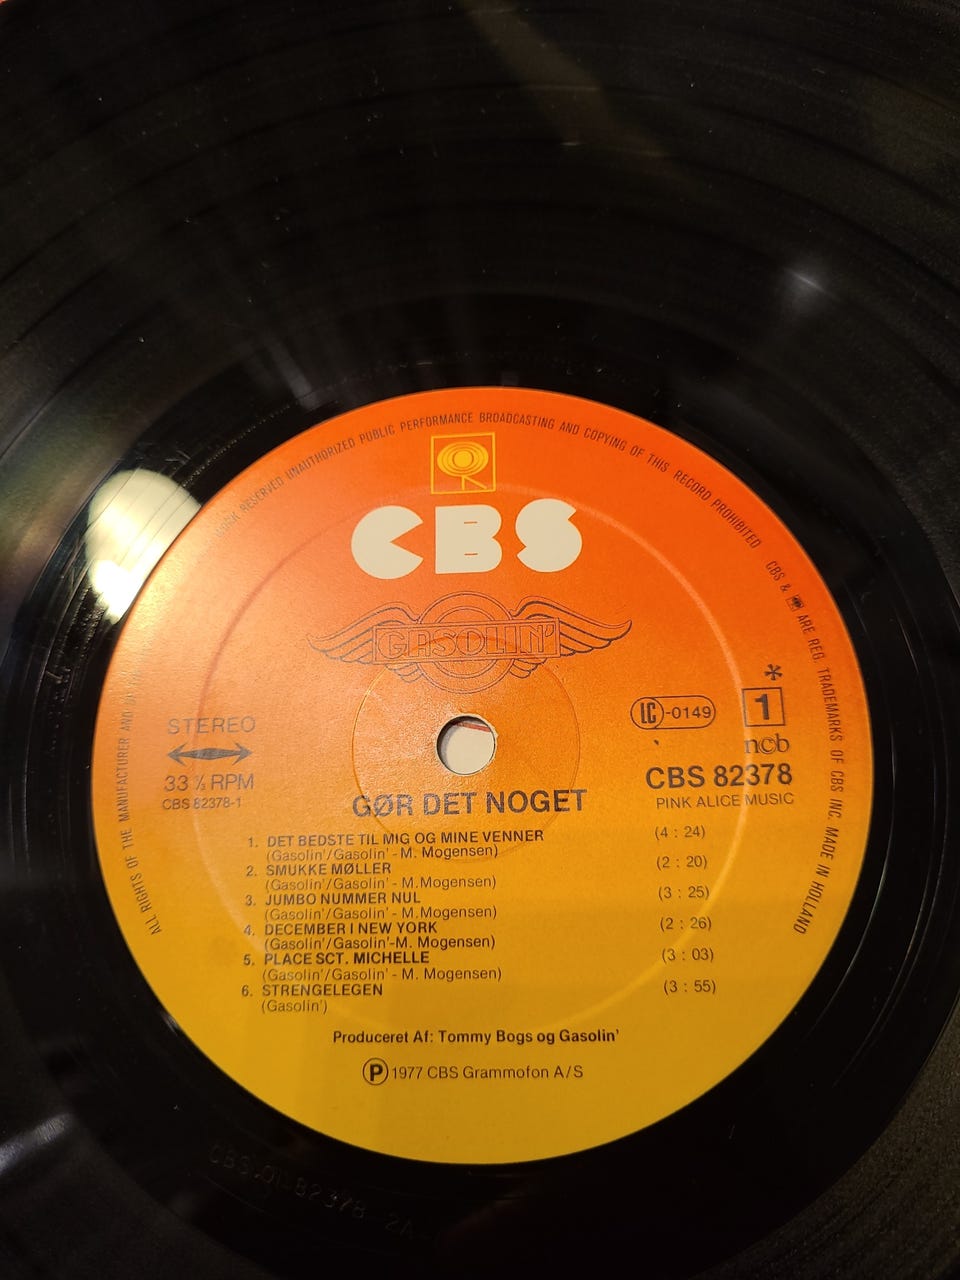 ALL RIGHTS OF THE MANUFACTURER AND WORK RESERVED UNAUTHORIZED PUBLIC PERFORMANCE BROADCASTING AND COPYING OF THIS RECORD PROHIBITED
CBS & ARE REG. TRADEMARKS OF CBS INC. MADE IN HOLLAND
CBS
GASOLIN'
STEREO
33 ⅓ RPM
CBS 82378-1
LC -0149
*
1
ncb
CBS 82378
PINK ALICE MUSIC
GØR DET NOGET
1. DET BEDSTE TIL MIG OG MINE VENNER (4 : 24)
(Gasolin'/Gasolin' - M. Mogensen)
2. SMUKKE MØLLER (2 : 20)
(Gasolin'/Gasolin' - M.Mogensen)
3. JUMBO NUMMER NUL (3 : 25)
(Gasolin'/Gasolin' - M. Mogensen)
4. DECEMBER I NEW YORK (2 : 26)
(Gasolin'/Gasolin'-M. Mogensen)
5. PLACE SCT. MICHELLE (3 : 03)
(Gasolin'/Gasolin' - M. Mogensen)
6. STRENGELEGEN (3 : 55)
(Gasolin')
Produceret Af: Tommy Bogs og Gasolin'
Ⓟ 1977 CBS Grammofon A/S
82378 2A